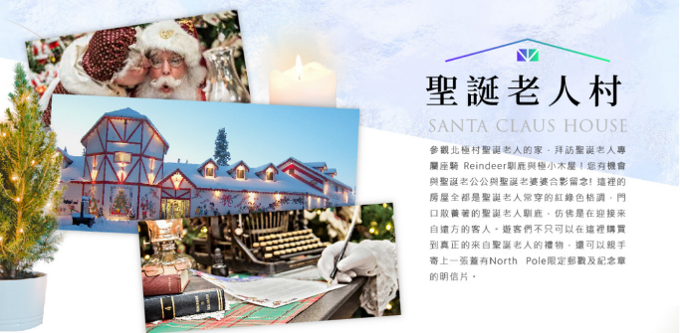 聖誕老人村
SANTA CLAUS HOUSE
參觀北極村聖誕老人的家，拜訪聖誕老人專
屬座騎 Reindeer馴鹿與極小木屋！您有機會
與聖誕老公公與聖誕老婆婆合影留念！這裡的
房屋全都是聖誕老人常穿的紅綠色格調，門
口散養著的聖誕老人馴鹿，仿佛是在迎接來
自遠方的客人。遊客們不只可以在這裡購買
到真正的來自聖誕老人的禮物，還可以親手
寄上一張蓋有North Pole限定郵戳及紀念章
的明信片。